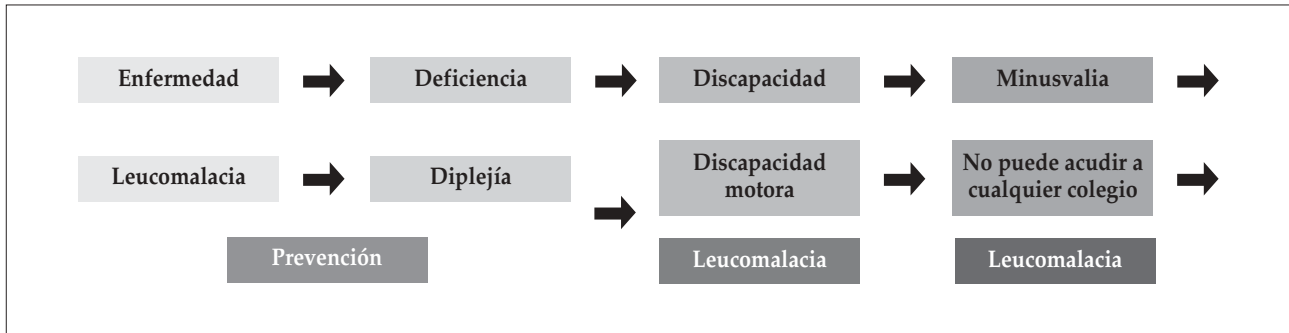 Enfermedad
Deficiencia
Discapacidad
Minusvalia
Leucomalacia
Diplejía
Discapacidad
motora
No puede acudir a
cualquier colegio
Prevención
Leucomalacia
Leucomalacia